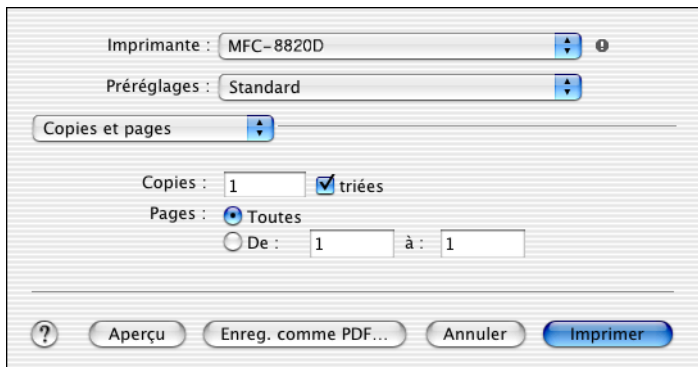 Imprimante : MFC-8820D
Préréglages : Standard
Copies et pages
Copies : 1 triées
Pages : Toutes
De : 1 à : 1
? Aperçu Enreg. comme PDF... Annuler Imprimer